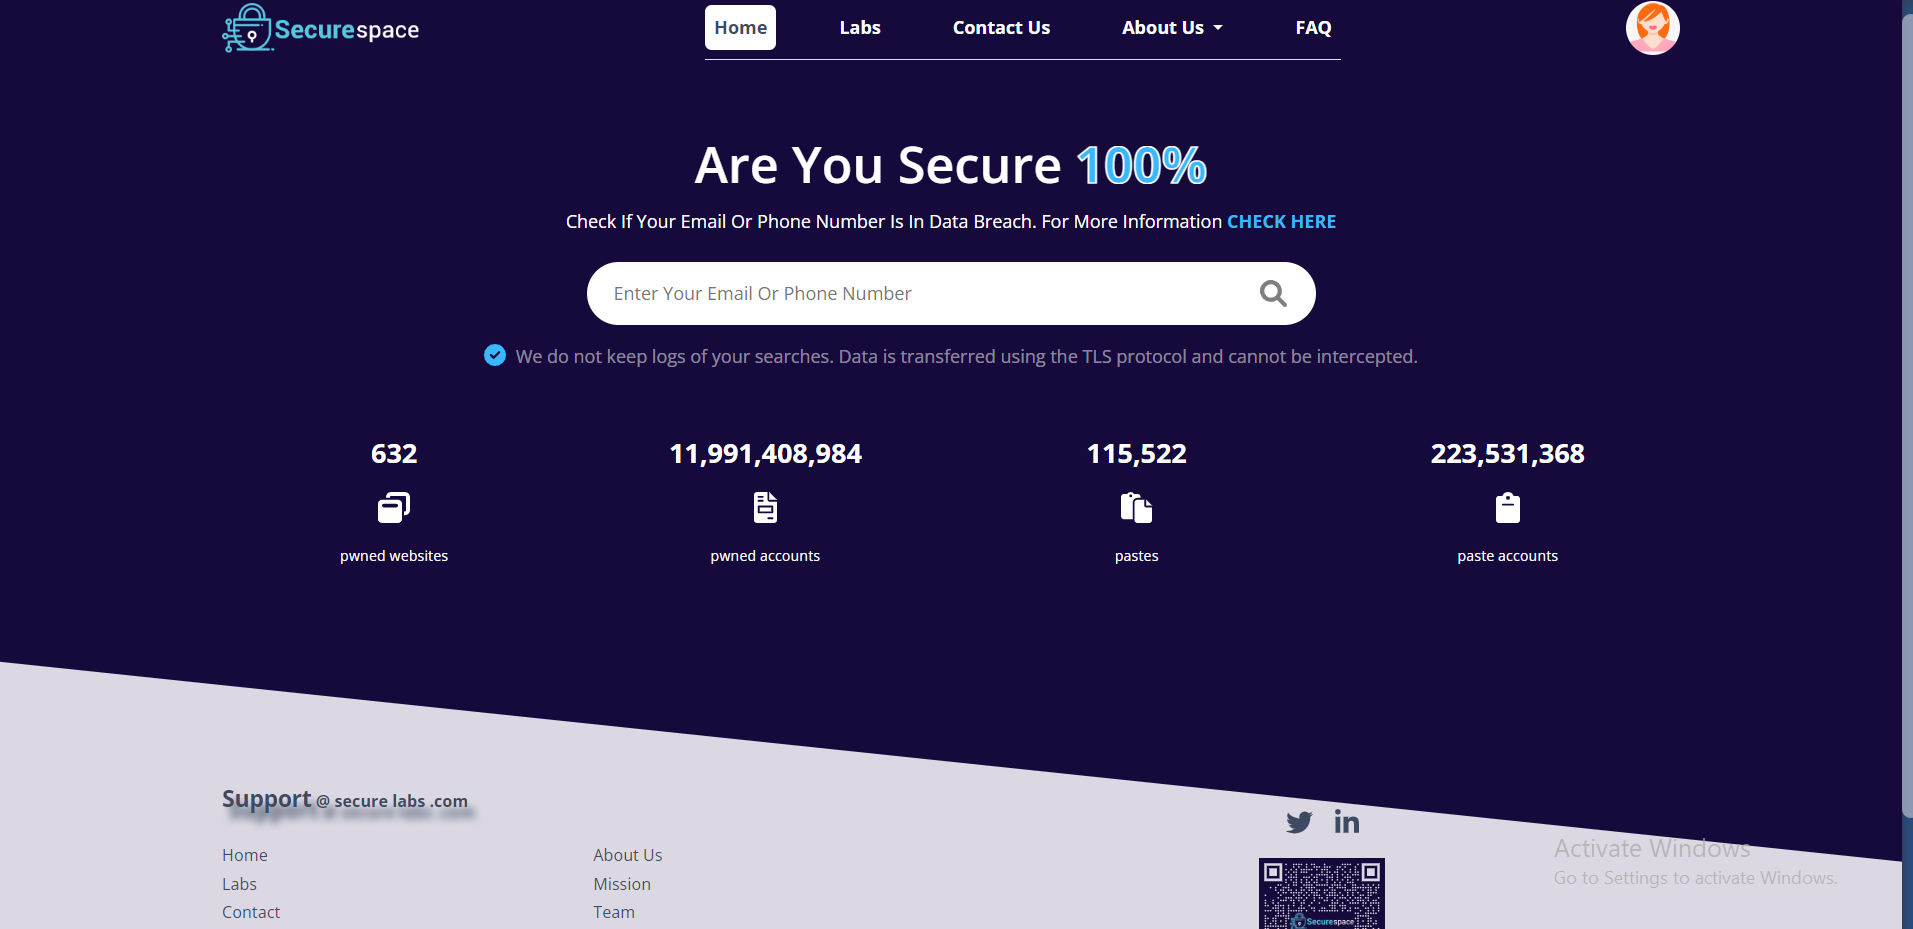 Securespace
Home
Labs
Contact Us
About Us
FAQ
Are You Secure 100%
Check If Your Email Or Phone Number Is In Data Breach. For More Information CHECK HERE
Enter Your Email Or Phone Number
We do not keep logs of your searches. Data is transferred using the TLS protocol and cannot be intercepted.
632
pwned websites
11,991,408,984
pwned accounts
115,522
pastes
223,531,368
paste accounts
Support @ secure labs .com
Home
Labs
Contact
About Us
Mission
Team
in
Securespace
Activate Windows
Go to Settings to activate Windows.